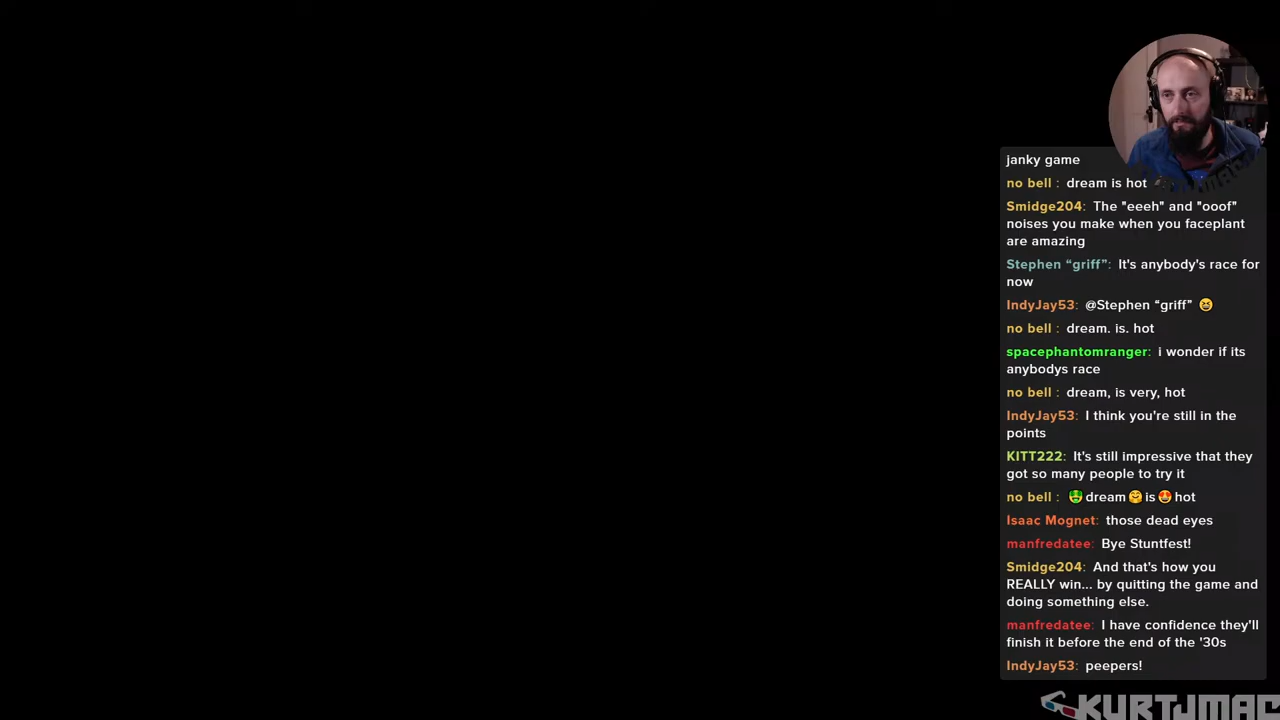 janky game
no bell : dream is hot
Smidge204: The "eeeh" and "ooof"
noises you make when you faceplant
are amazing
Stephen “griff”: It's anybody's race for
now
IndyJay53: @Stephen “griff” 😆
no bell : dream. is. hot
spacephantomranger: i wonder if its
anybodys race
no bell : dream, is very, hot
IndyJay53: I think you're still in the
points
KITT222: It's still impressive that they
got so many people to try it
no bell : 🤑dream🤗is😍hot
Isaac Mognet: those dead eyes
manfredatee: Bye Stuntfest!
Smidge204: And that's how you
REALLY win... by quitting the game and
doing something else.
manfredatee: I have confidence they'll
finish it before the end of the '30s
IndyJay53: peepers!
KURTJMAC